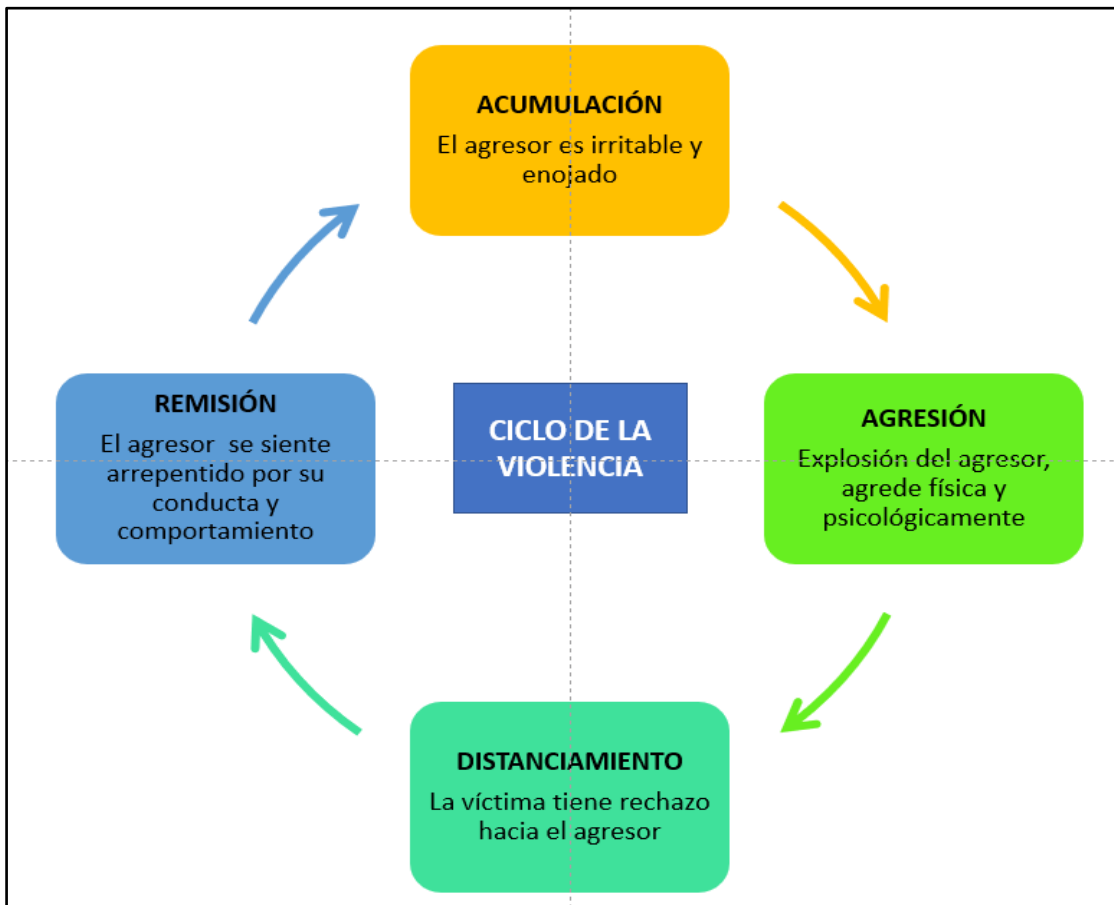 ACUMULACIÓN
El agresor es irritable y
enojado
REMISIÓN
El agresor se siente
arrepentido por su
conducta y
comportamiento
CICLO DE LA
VIOLENCIA
AGRESIÓN
Explosión del agresor,
agrede física y
psicológicamente
DISTANCIAMIENTO
La víctima tiene rechazo
hacia el agresor